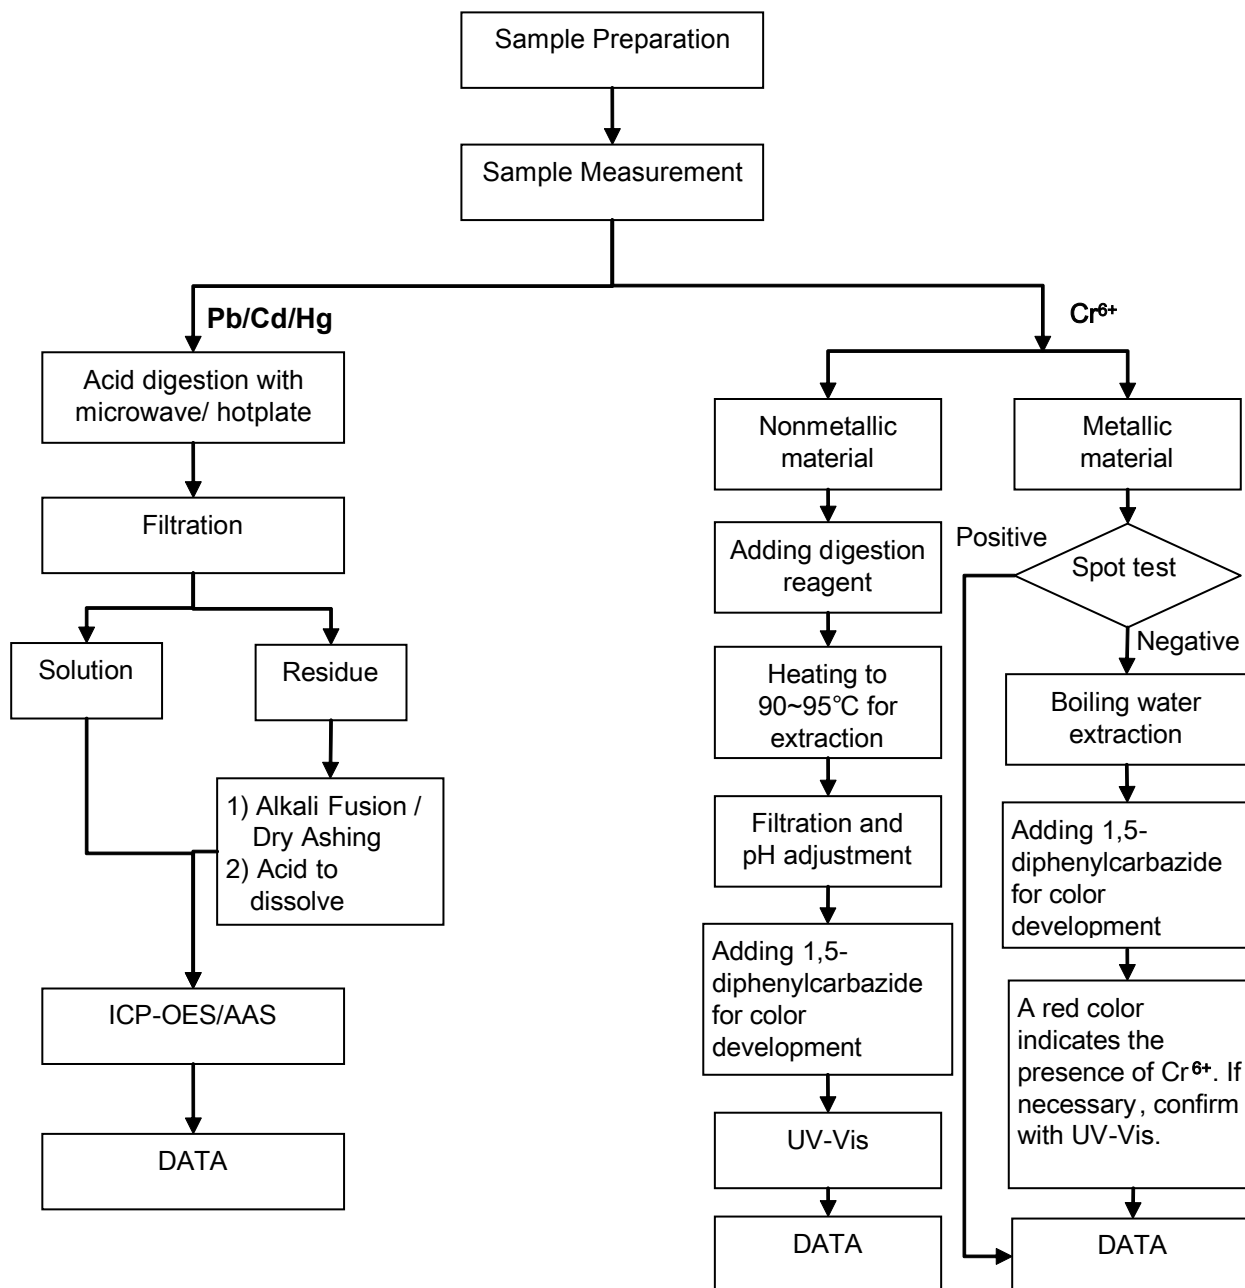 Sample Preparation
Sample Measurement
Pb/Cd/Hg
Acid digestion with
microwave/ hotplate
Filtration
Solution
Residue
1) Alkali Fusion /
Dry Ashing
2) Acid to
dissolve
ICP-OES/AAS
DATA
Cr⁶⁺
Nonmetallic
material
Adding digestion
reagent
Heating to
90~95℃ for
extraction
Filtration and
pH adjustment
Adding 1,5-
diphenylcarbazide
for color
development
UV-Vis
DATA
Metallic
material
Spot test
Positive
Negative
Boiling water
extraction
Adding 1,5-
diphenylcarbazide
for color
development
A red color
indicates the
presence of Cr⁶⁺. If
necessary, confirm
with UV-Vis.
DATA